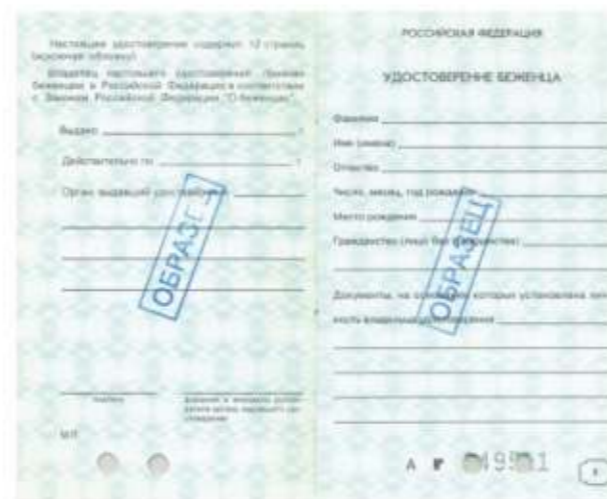 Настоящее удостоверение содержит 12 страниц
(включая обложку).
Владелец настоящего удостоверения признан
беженцем в Российской Федерации в соответствии
с Законом Российской Федерации "О беженцах".
Выдано
Действительно по
Орган, выдавший удостоверение
ОБРАЗЕЦ
подпись
М.П.
РОССИЙСКАЯ ФЕДЕРАЦИЯ
УДОСТОВЕРЕНИЕ БЕЖЕНЦА
Фамилия
Имя (имена)
Отчество
Число, месяц, год рождения
Место рождения
Гражданство (лицо без гражданства)
ОБРАЗЕЦ
Документы, на основании которых установлена лич-
ность владельца удостоверения